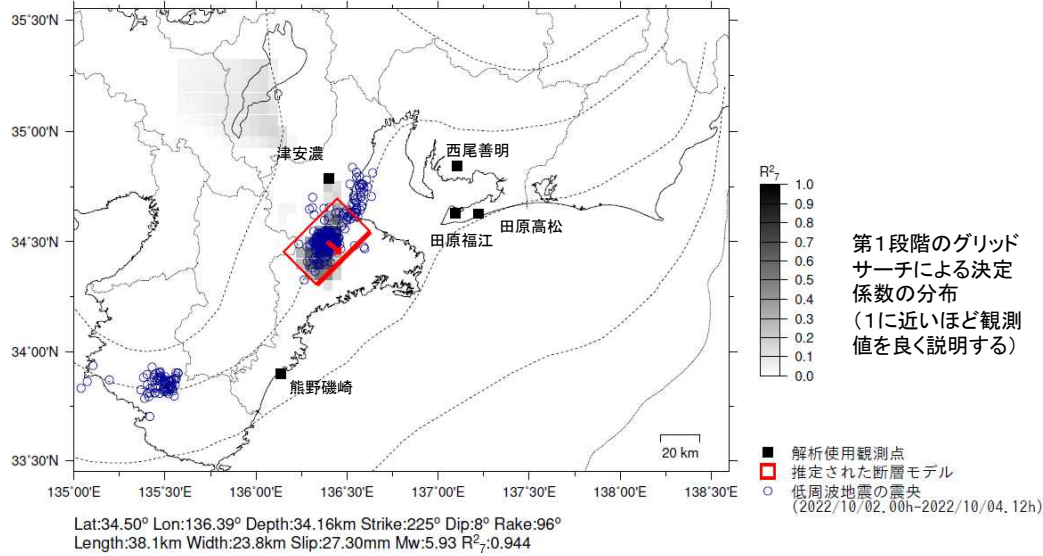 35°30'N
35°00'N
34°30'N
34°00'N
33°30'N
135°00'E
135°30'E
136°00'E
136°30'E
137°00'E
137°30'E
138°00'E
138°30'E
津安濃
西尾善明
田原福江
田原高松
熊野磯崎
20 km
R²₇
1.0
0.9
0.8
0.7
0.6
0.5
0.4
0.3
0.2
0.1
0.0
第1段階のグリッド
サーチによる決定
係数の分布
(1に近いほど観測
値を良く説明する)
解析使用観測点
推定された断層モデル
低周波地震の震央
(2022/10/02.00h-2022/10/04.12h)
Lat:34.50° Lon:136.39° Depth:34.16km Strike:225° Dip:8° Rake:96°
Length:38.1km Width:23.8km Slip:27.30mm Mw:5.93 R²₇:0.944